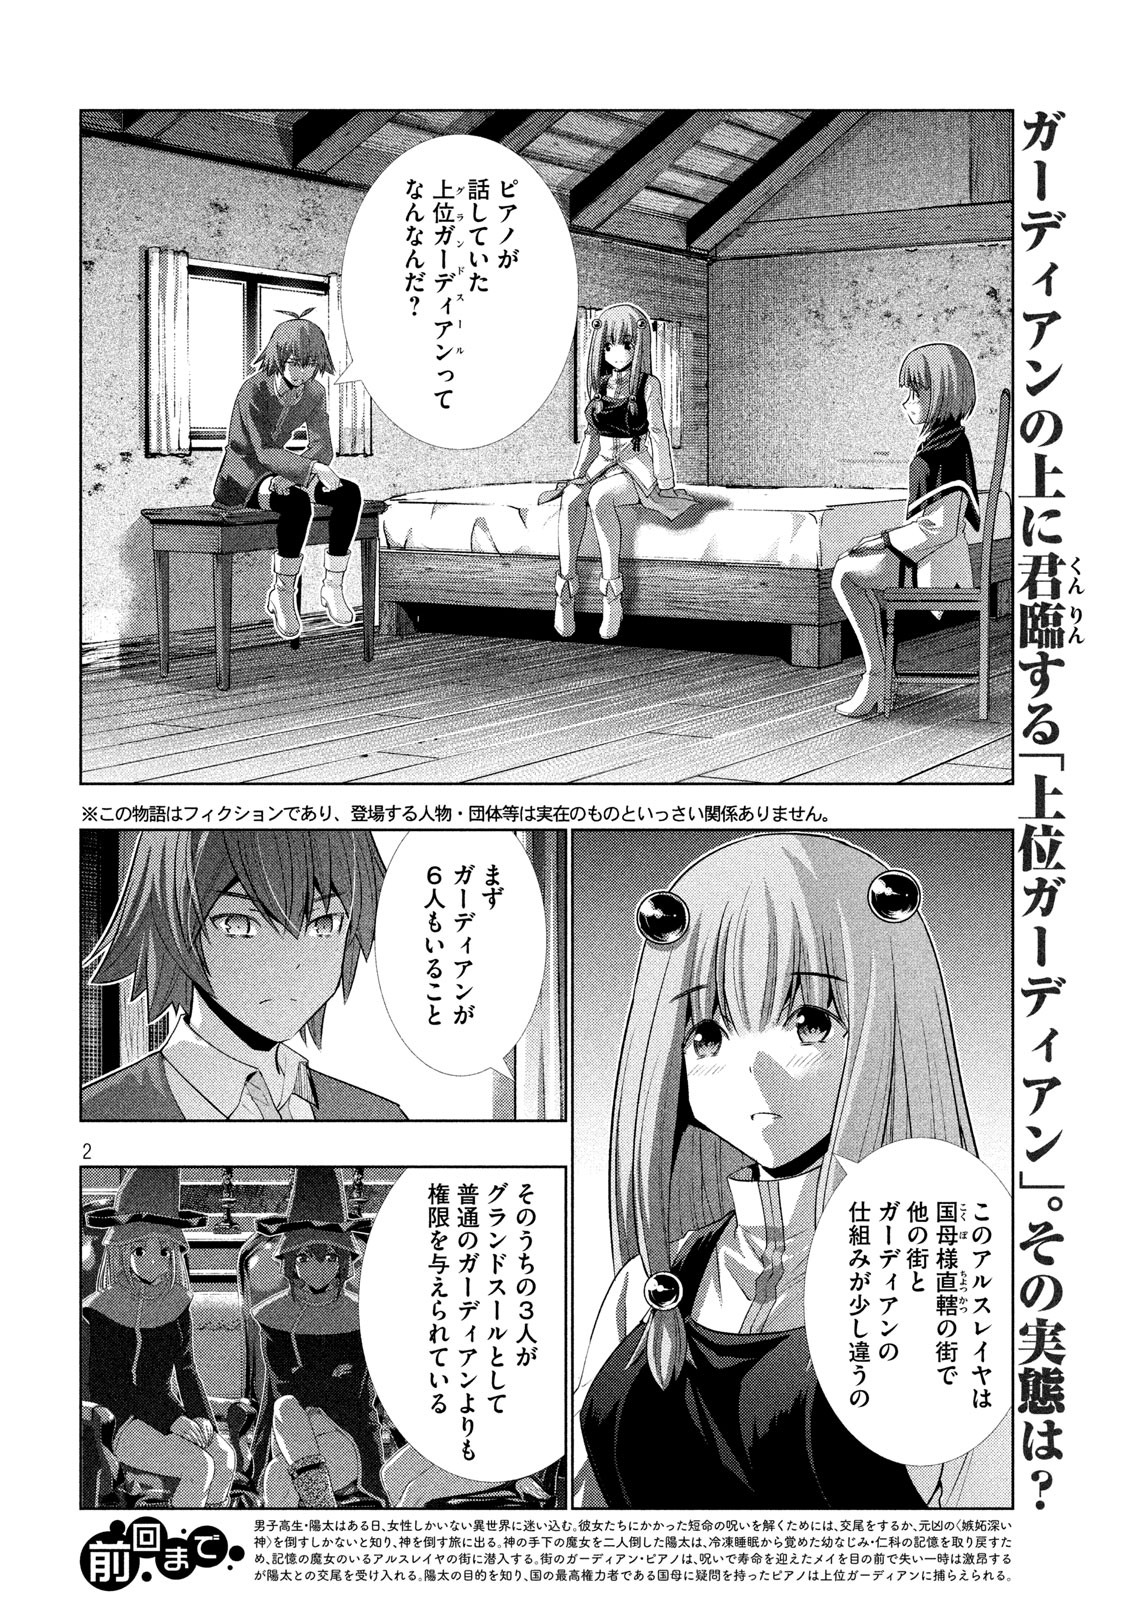 ガーディアンの上に君臨する「上位ガーディアン」。その実態は？
くんりん
ピアノが
話していた
上位ガーディアンって
グランドスール
なんなんだ？
※この物語はフィクションであり、登場する人物・団体等は実在のものといっさい関係ありません。
このアルスレイヤは
国母様直轄の街で
こくぼ ちょっかつ
他の街と
ガーディアンの
仕組みが少し違うの
まず
ガーディアンが
6人もいること
2
そのうちの3人が
グランドスールとして
普通のガーディアンよりも
権限を与えられている
前回まで
男子高生・陽太はある日、女性しかいない異世界に迷い込む。彼女たちにかかった短命の呪いを解くためには、交尾をするか、元凶の〈嫉妬深い
神〉を倒すしかないと知り、神を倒す旅に出る。神の手下の魔女を二人倒した陽太は、冷凍睡眠から覚めた幼なじみ・仁科の記憶を取り戻すた
め、記憶の魔女のいるアルスレイヤの街に潜入する。街のガーディアン・ピアノは、呪いで寿命を迎えたメイを目の前で失い一時は激昂する
が陽太との交尾を受け入れる。陽太の目的を知り、国の最高権力者である国母に疑問を持ったピアノは上位ガーディアンに捕らえられる。